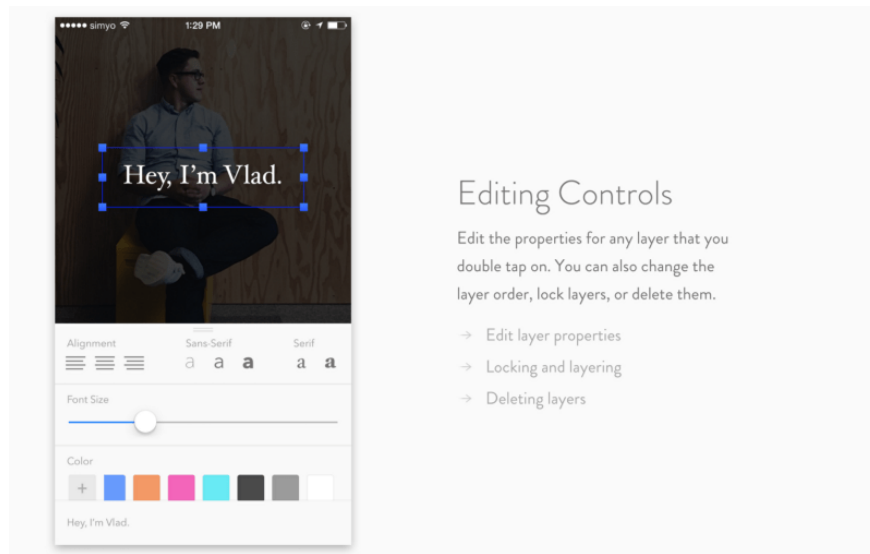 simyo 1:29 PM
Hey, I'm Vlad.
Alignment Sans-Serif Serif
a a a a a
Font Size
Color
+
Hey, I'm Vlad.
Editing Controls
Edit the properties for any layer that you
double tap on. You can also change the
layer order, lock layers, or delete them.
→ Edit layer properties
→ Locking and layering
→ Deleting layers